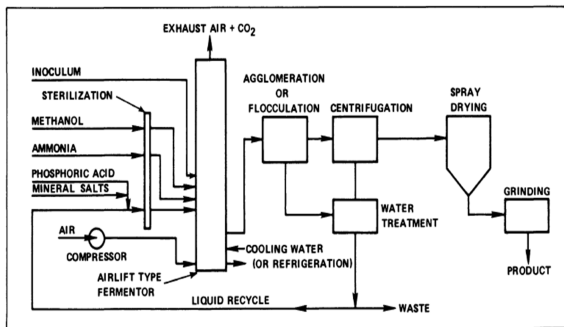 EXHAUST AIR + CO2
INOCULUM
STERILIZATION
METHANOL
AMMONIA
PHOSPHORIC ACID
MINERAL SALTS
AIR
COMPRESSOR
AIRLIFT TYPE
FERMENTOR
AGGLOMERATION
OR
FLOCCULATION
CENTRIFUGATION
SPRAY
DRYING
WATER
TREATMENT
GRINDING
COOLING WATER
(OR REFRIGERATION)
PRODUCT
LIQUID RECYCLE
WASTE